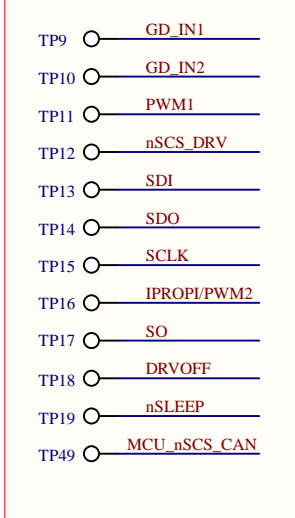 TP9 GD_IN1
TP10 GD_IN2
TP11 PWM1
TP12 nSCS_DRV
TP13 SDI
TP14 SDO
TP15 SCLK
TP16 IPROPI/PWM2
TP17 SO
TP18 DRVOFF
TP19 nSLEEP
TP49 MCU_nSCS_CAN